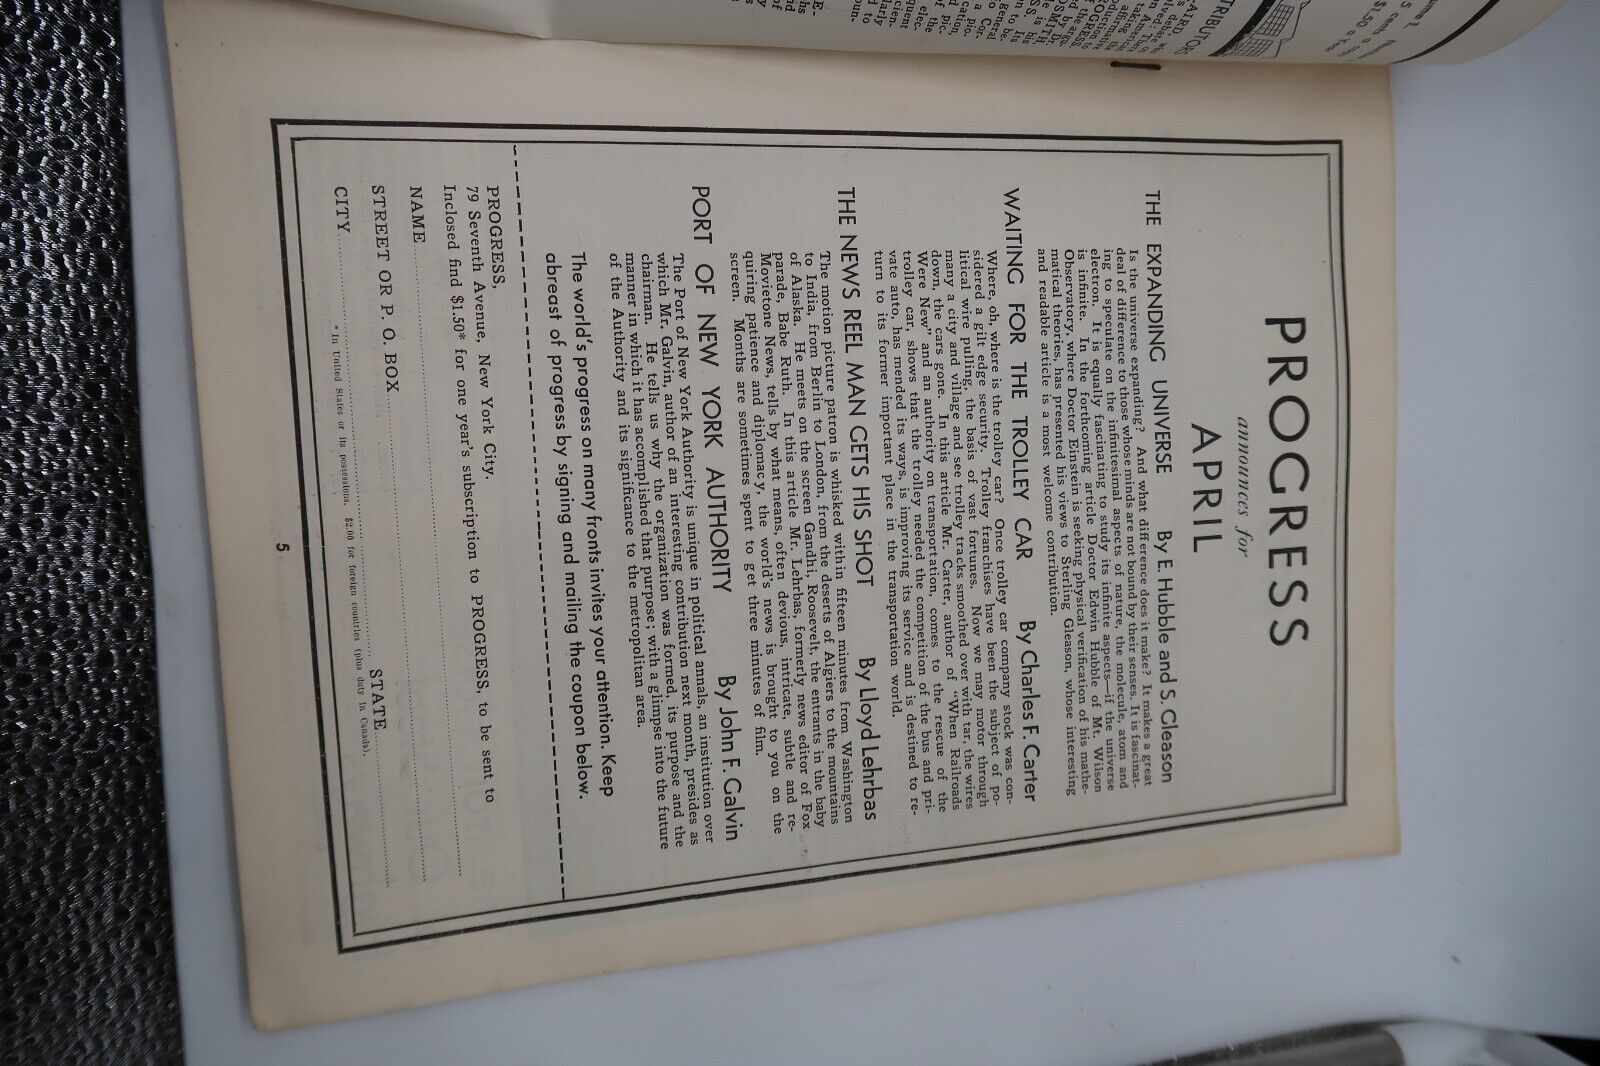 PROGRESS
announces for
APRIL
THE EXPANDING UNIVERSE By E. Hubble and S. Gleason
Is the universe expanding? And what difference does it make? It makes a great
deal of difference to those whose minds are not bound by their senses. It is fascinat-
ing to speculate on the infinitesimal aspects of nature, the molecule, atom and
electron. It is equally fascinating to study its infinite aspects—if the universe
is infinite. In the forthcoming article Doctor Edwin Hubble of Mt. Wilson
Observatory, where Doctor Einstein is seeking physical verification of his mathe-
matical theories, has presented his views to Sterling Gleason, whose interesting
and readable article is a most welcome contribution.
WAITING FOR THE TROLLEY CAR By Charles F. Carter
Where, oh, where is the trolley car? Once trolley car company stock was con-
sidered a gilt edge security. Trolley franchises have been the subject of po-
litical wire pulling, the basis of vast fortunes. Now we may motor through
many a city and village and see trolley tracks smoothed over with tar, the wires
down, the cars gone. In this article Mr. Carter, author of "When Railroads
Were New" and an authority on transportation, comes to the rescue of the
trolley car, shows that the trolley needed the competition of the bus and pri-
vate auto, has mended its ways, is improving its service and is destined to re-
turn to its former important place in the transportation world.
THE NEWS REEL MAN GETS HIS SHOT By Lloyd Lehrbas
The motion picture patron is whisked within fifteen minutes from Washington
to India, from Berlin to London, from the deserts of Algiers to the mountains
of Alaska. He meets on the screen Gandhi, Roosevelt, the entrants in the baby
parade, Babe Ruth. In this article Mr. Lehrbas, formerly news editor of Fox
Movietone News, tells by what means, often devious, intricate, subtle and re-
quiring patience and diplomacy, the world's news is brought to you on the
screen. Months are sometimes spent to get three minutes of film.
PORT OF NEW YORK AUTHORITY By John F. Galvin
The Port of New York Authority is unique in political annals, an institution over
which Mr. Galvin, author of an interesting contribution next month, presides as
chairman. He tells us why the organization was formed, its purpose and the
manner in which it has accomplished that purpose; with a glimpse into the future
of the Authority and its significance to the metropolitan area.
The world's progress on many fronts invites your attention. Keep
abreast of progress by signing and mailing the coupon below.
PROGRESS,
79 Seventh Avenue, New York City.
Inclosed find $1.50* for one year's subscription to PROGRESS, to be sent to
NAME
STREET OR P. O. BOX
CITY STATE
*In United States or its possessions. $2.00 for foreign countries (plus duty in Canada).
5